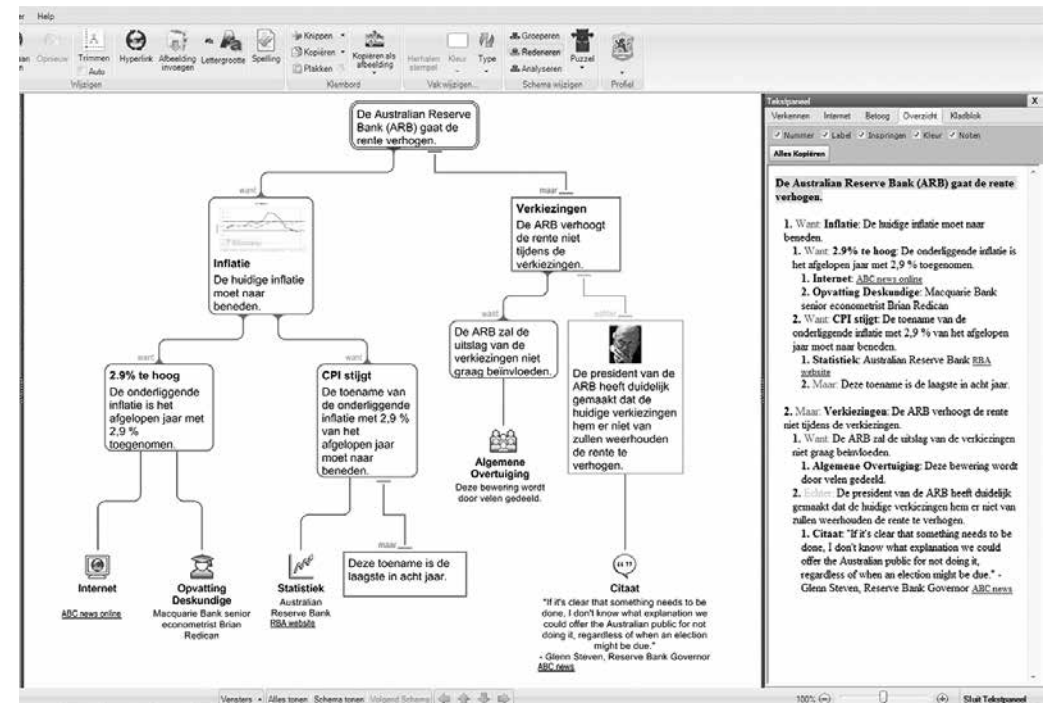 Help
Opnieuw
Trimmen
Auto
Hyperlink
Afbeelding
invoegen
Lettergrootte
Spelling
Wijzigen
Knippen
Kopiëren
Plakken
Kopiëren als
afbeelding
Klembord
Herhalen
stempel
Kleur
Type
Vak wijzigen...
Groeperen
Redeneren
Analyseren
Puzzel
Schema wijzigen
Profiel
De Australian Reserve
Bank (ARB) gaat de
rente verhogen.
want
maar
Inflatie
De huidige inflatie
moet naar
beneden.
Verkiezingen
De ARB verhoogt
de rente niet
tijdens de
verkiezingen.
want
want
2.9% te hoog
De onderliggende
inflatie is het
afgelopen jaar met
2,9 %
toegenomen.
CPI stijgt
De toename van
de onderliggende
inflatie met 2,9 %
van het
afgelopen jaar
moet naar
beneden.
want
De ARB zal de
uitslag van de
verkiezingen niet
graag beïnvloeden.
echter
De president van de
ARB heeft duidelijk
gemaakt dat de
huidige verkiezingen
hem er niet van
zullen weerhouden
de rente te
verhogen.
Algemene
Overtuiging
Deze bewering wordt
door velen gedeeld.
Internet
ABC news online
Opvatting
Deskundige
Macquarie Bank senior
econometrist Brian
Redican
Statistiek
Australian
Reserve Bank
RBA website
maar
Deze toename is de
laagste in acht jaar.
Citaat
"If it's clear that something needs to be
done, I don't know what explanation we
could offer the Australian public for not
doing it, regardless of when an election
might be due."
- Glenn Steven, Reserve Bank Governor
ABC news
Tekstpaneel X
Verkennen Internet Betoog Overzicht Kladblok
Nummer Label Inspringen Kleur Noten
Alles Kopiëren
De Australian Reserve Bank (ARB) gaat de rente
verhogen.
1. Want: Inflatie: De huidige inflatie moet naar
beneden.
1. Want: 2.9% te hoog: De onderliggende inflatie is
het afgelopen jaar met 2,9 % toegenomen.
1. Internet: ABC news online
2. Opvatting Deskundige: Macquarie Bank
senior econometrist Brian Redican
2. Want: CPI stijgt: De toename van de
onderliggende inflatie met 2,9 % van het afgelopen
jaar moet naar beneden.
1. Statistiek: Australian Reserve Bank RBA
website
2. Maar: Deze toename is de laagste in acht jaar.
2. Maar: Verkiezingen: De ARB verhoogt de rente
niet tijdens de verkiezingen.
1. Want: De ARB zal de uitslag van de verkiezingen
niet graag beïnvloeden.
1. Algemene Overtuiging: Deze bewering wordt
door velen gedeeld.
2. Echter: De president van de ARB heeft duidelijk
gemaakt dat de huidige verkiezingen hem er niet van
zullen weerhouden de rente te verhogen.
1. Citaat: "If it's clear that something needs to be
done, I don't know what explanation we could
offer the Australian public for not doing it,
regardless of when an election might be due." -
Glenn Steven, Reserve Bank Governor ABC news
Vensters Alles tonen Schema tonen Volgend Schema
100% Sluit Tekstpaneel